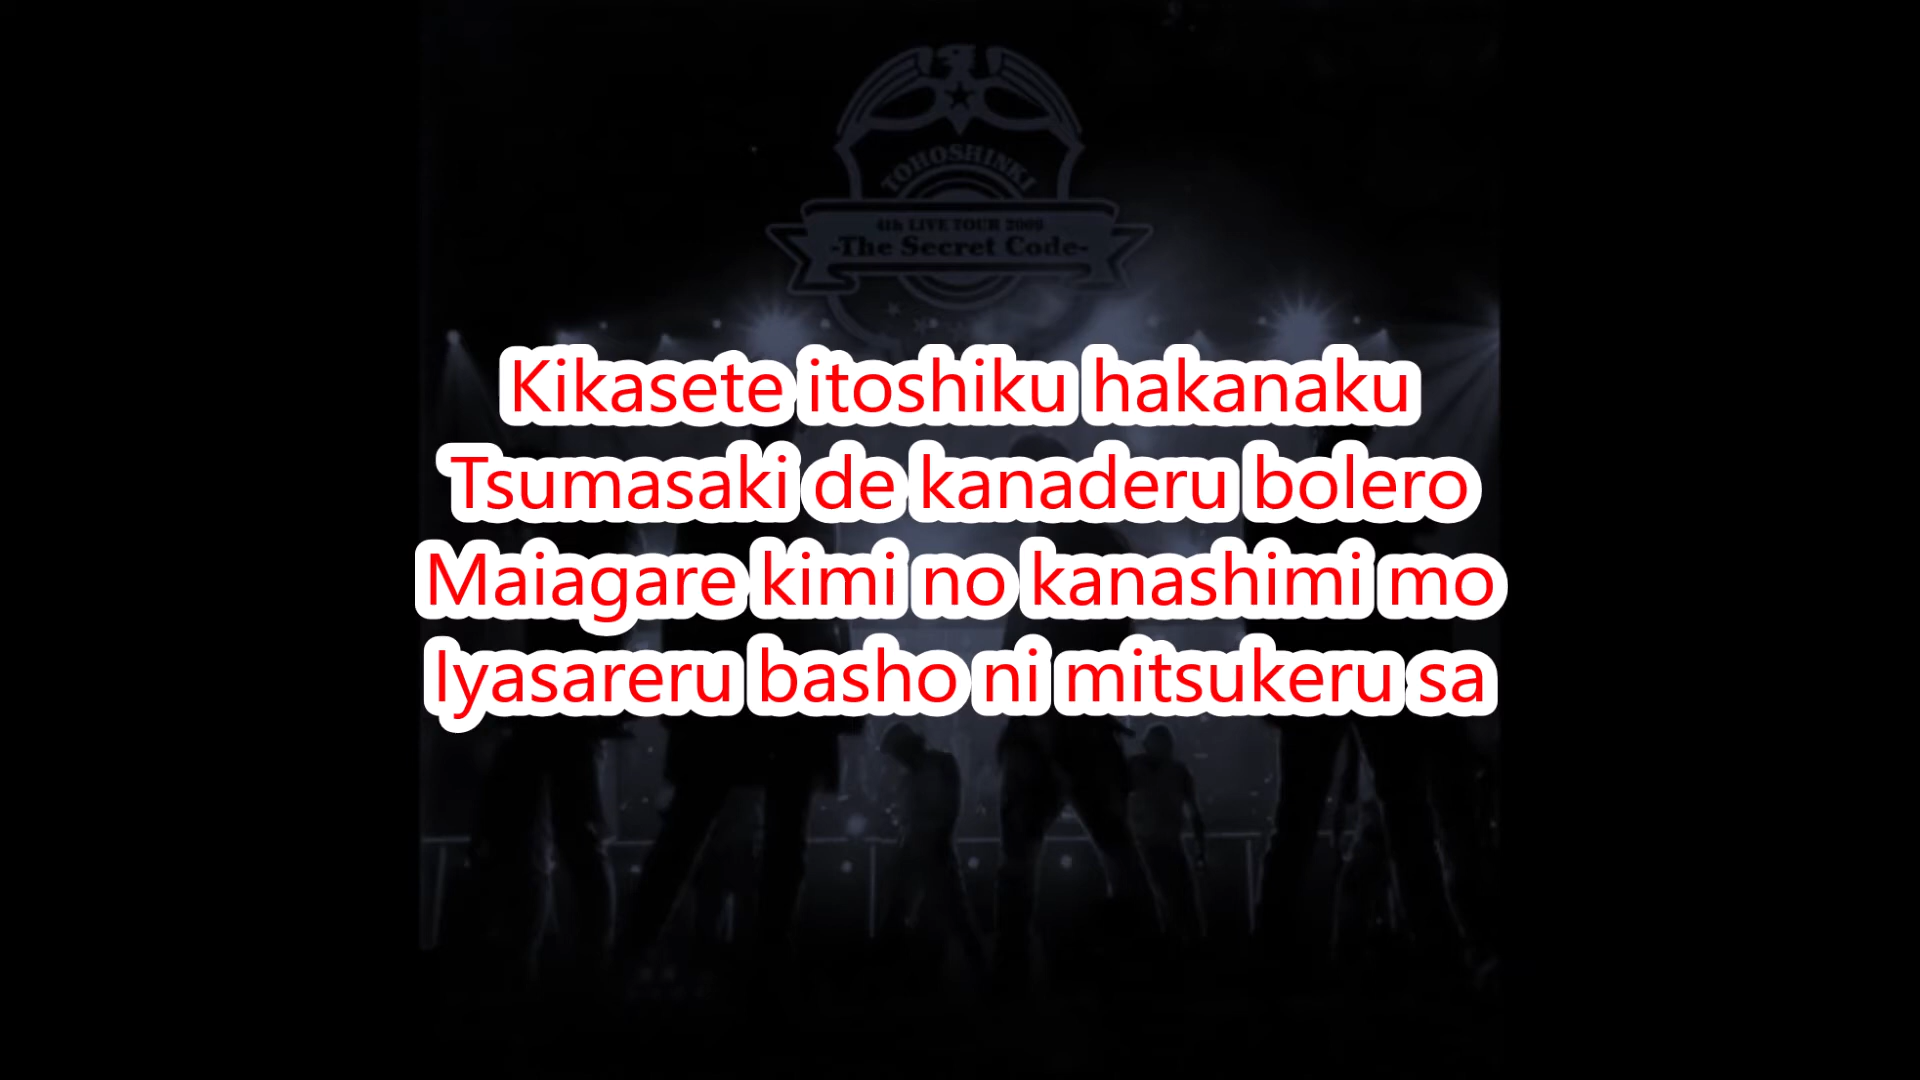 TOHOSHINKI
4th LIVE TOUR 2009
-The Secret Code-
Kikasete itoshiku hakanaku
Tsumasaki de kanaderu bolero
Maiagare kimi no kanashimi mo
Iyasareru basho ni mitsukeru sa